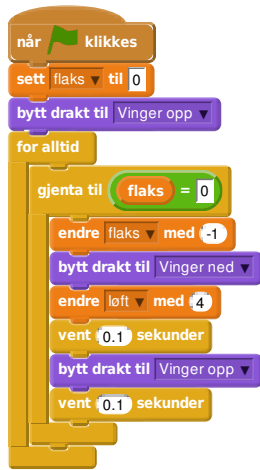 når klikkes
sett flaks ▼ til 0
bytt drakt til Vinger opp ▼
for alltid
gjenta til flaks = 0
endre flaks ▼ med -1
bytt drakt til Vinger ned ▼
endre løft ▼ med 4
vent 0.1 sekunder
bytt drakt til Vinger opp ▼
vent 0.1 sekunder